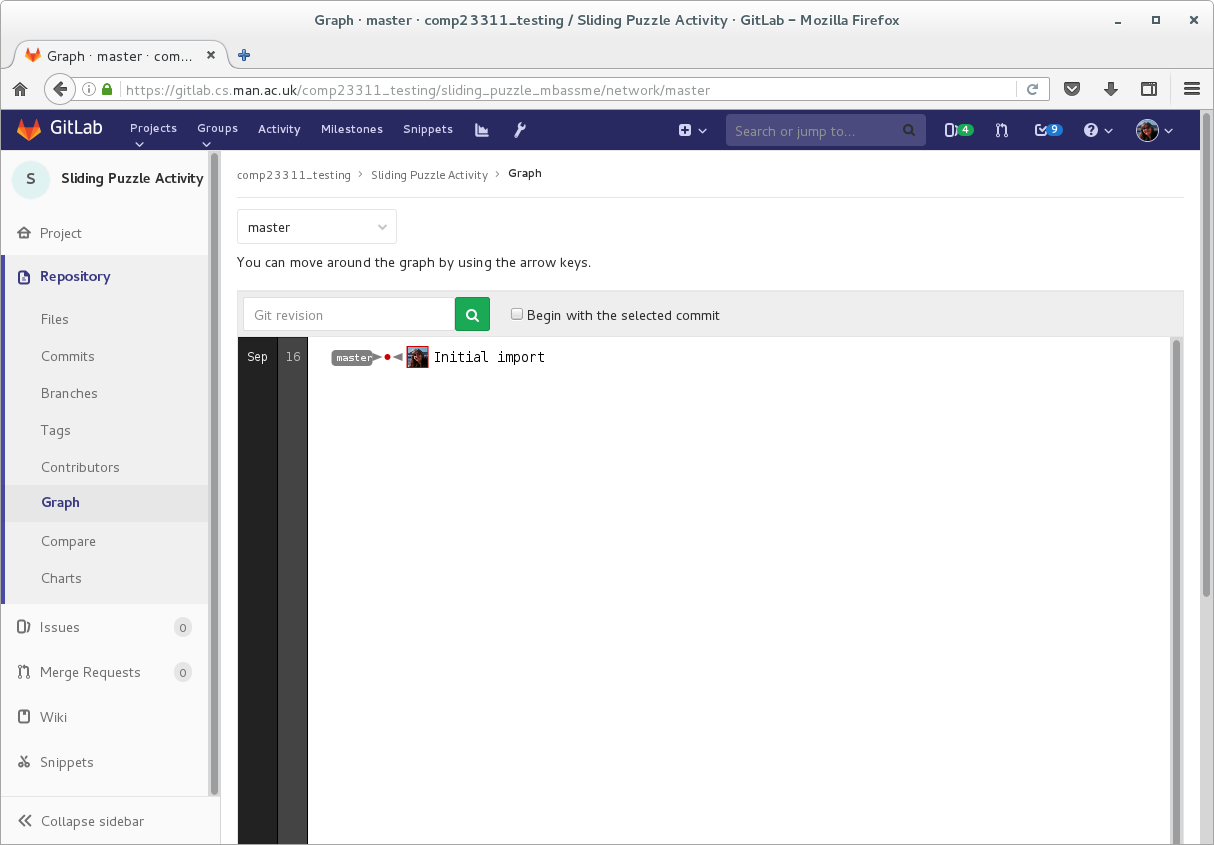 Graph · master · comp23311_testing / Sliding Puzzle Activity · GitLab – Mozilla Firefox
Graph · master · com...
https://gitlab.cs.man.ac.uk/comp23311_testing/sliding_puzzle_mbassme/network/master
GitLab Projects Groups Activity Milestones Snippets Search or jump to... 4 9
S Sliding Puzzle Activity
comp23311_testing › Sliding Puzzle Activity › Graph
master
You can move around the graph by using the arrow keys.
Git revision Begin with the selected commit
Sep 16 master Initial import
Project
Repository
Files
Commits
Branches
Tags
Contributors
Graph
Compare
Charts
Issues 0
Merge Requests 0
Wiki
Snippets
Collapse sidebar